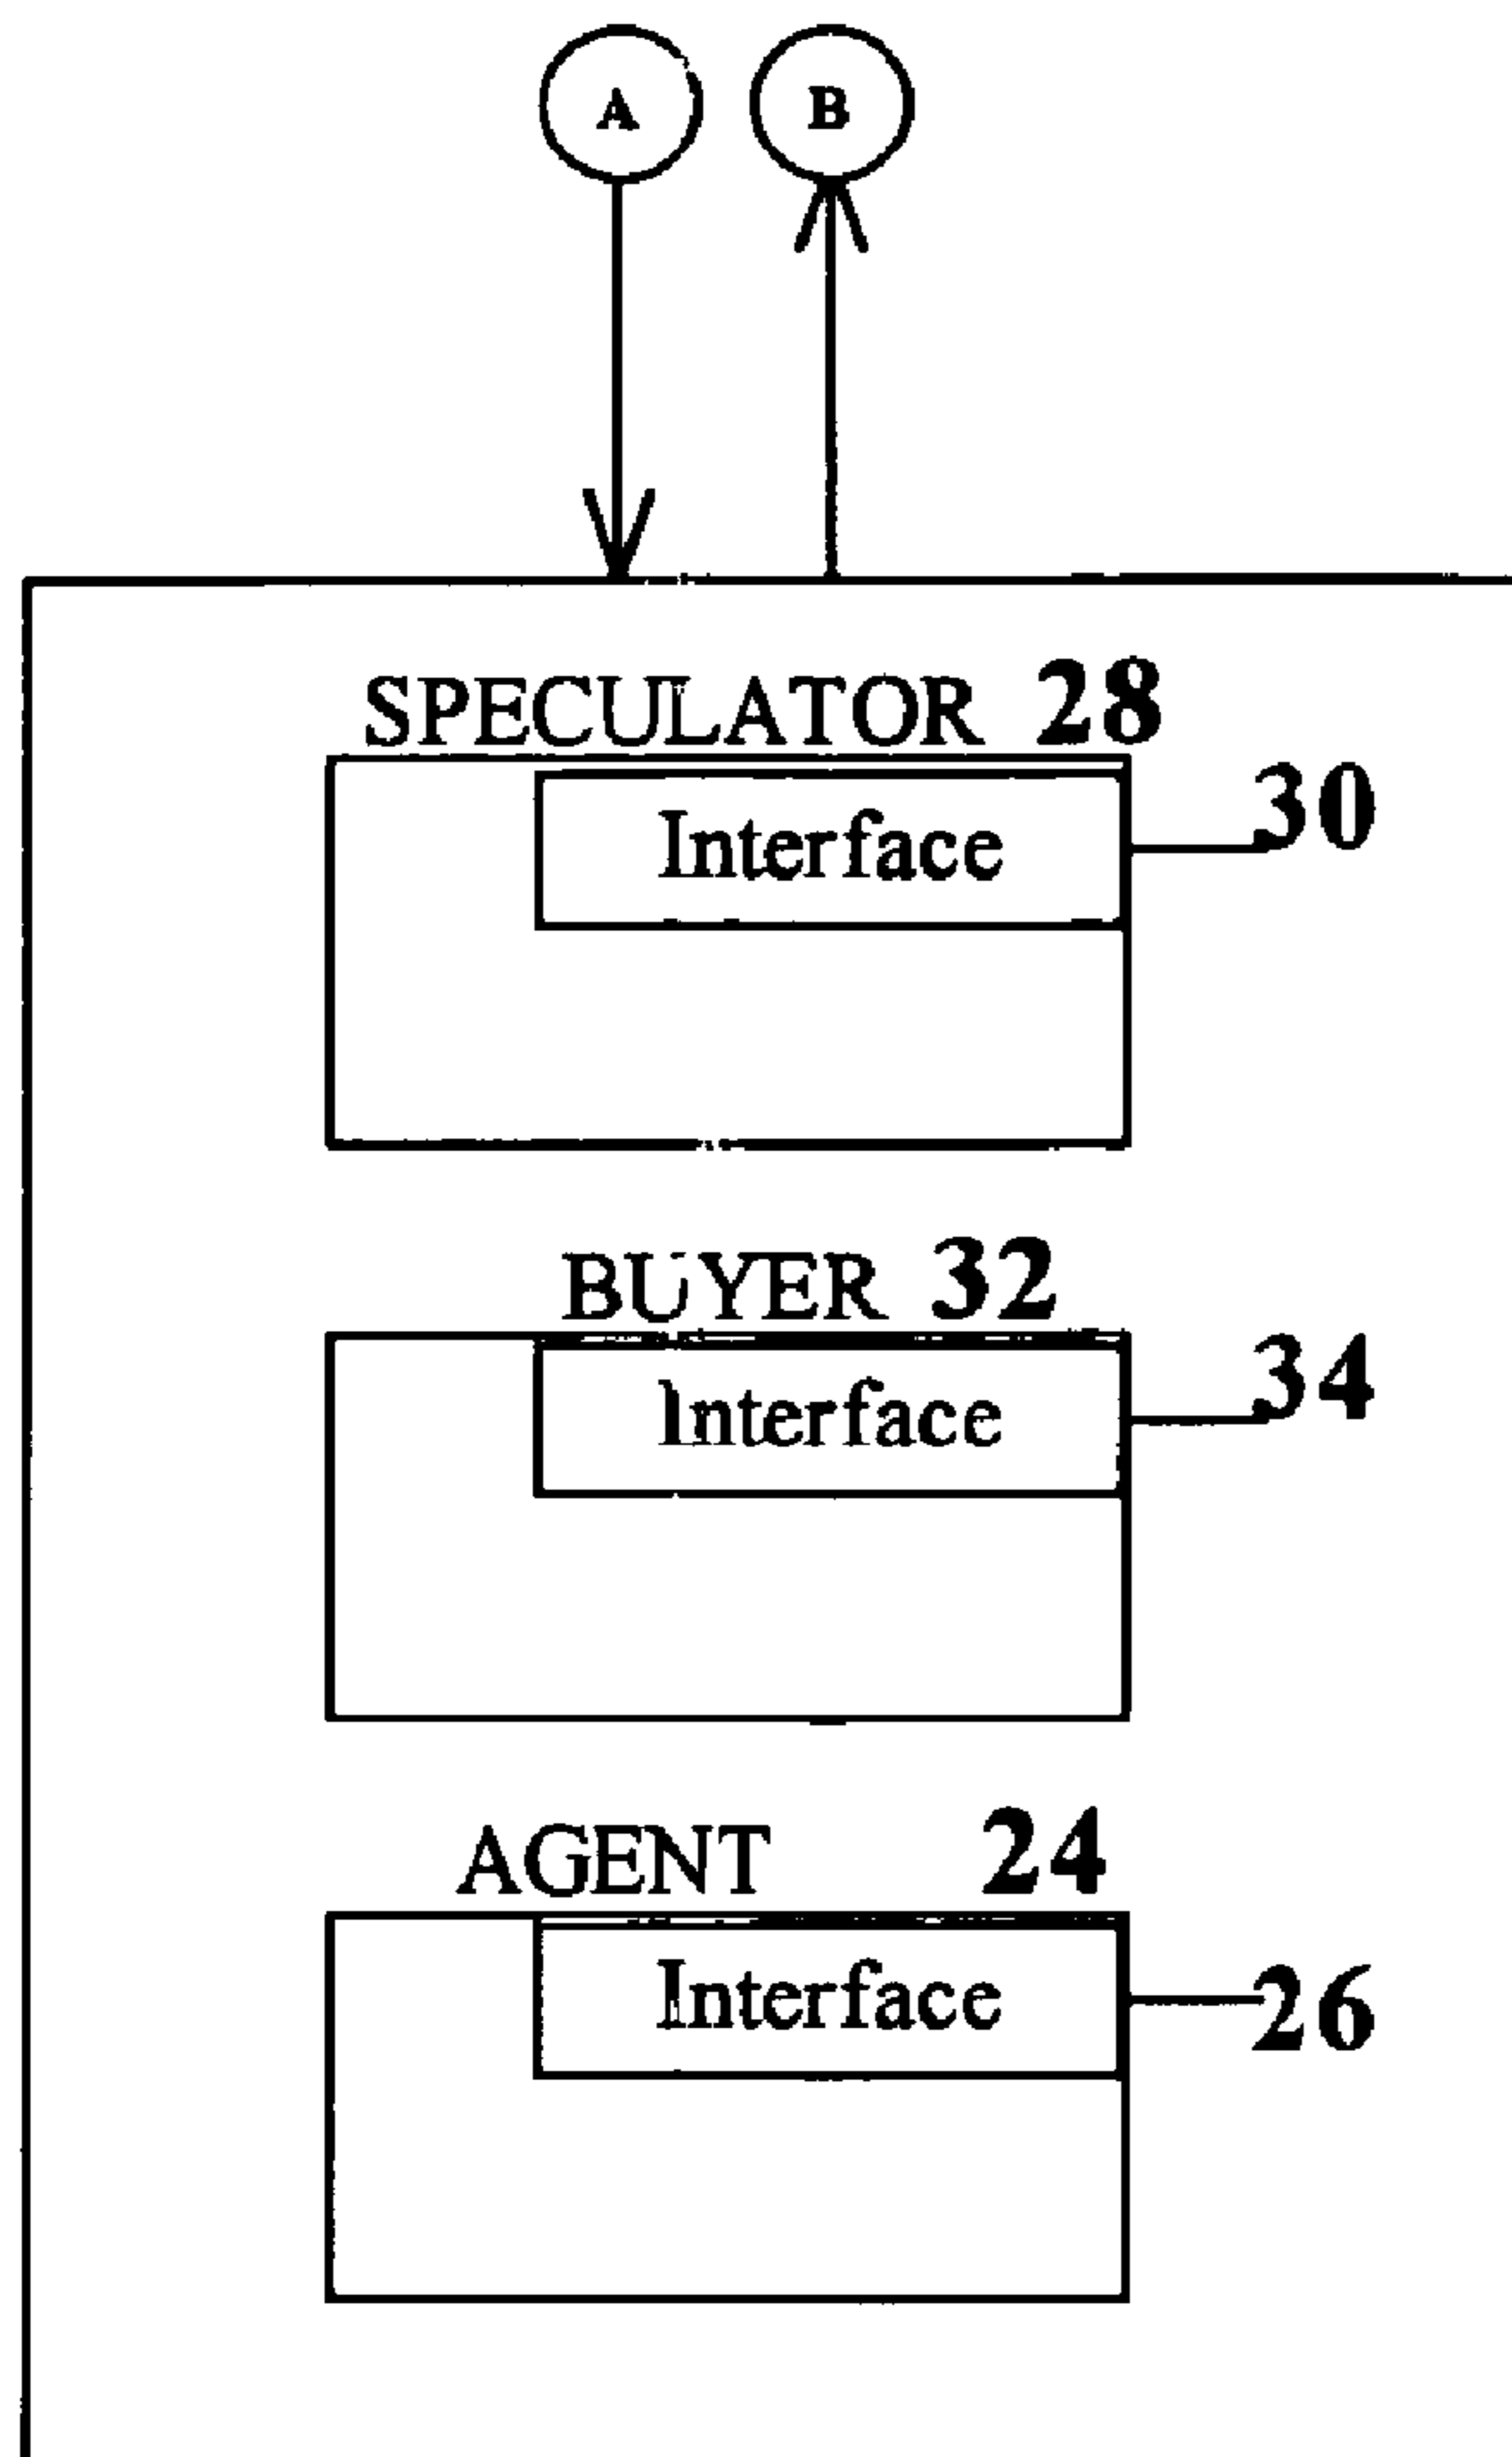 A B
SPECULATOR 28
Interface 30
BUYER 32
Interface 34
AGENT 24
Interface 26